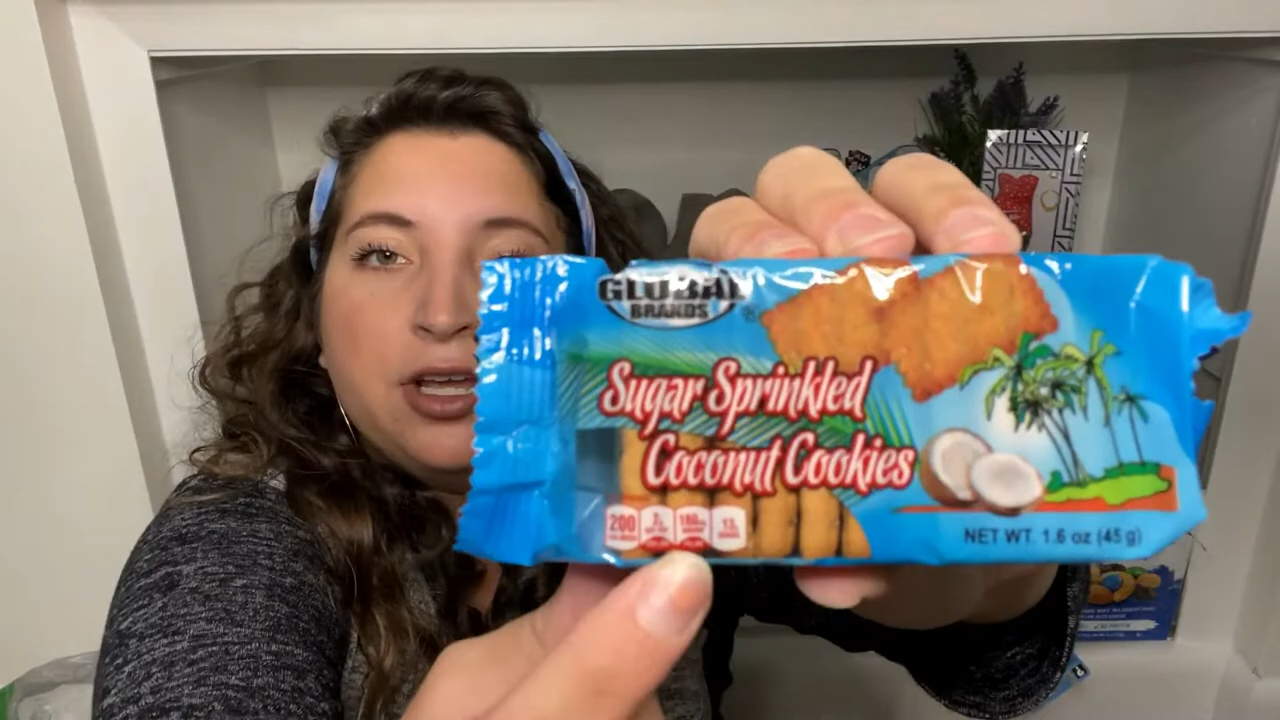 GLOBAL
BRANDS
®
Sugar Sprinkled
Coconut Cookies
200
NET WT. 1.6 oz (45 g)